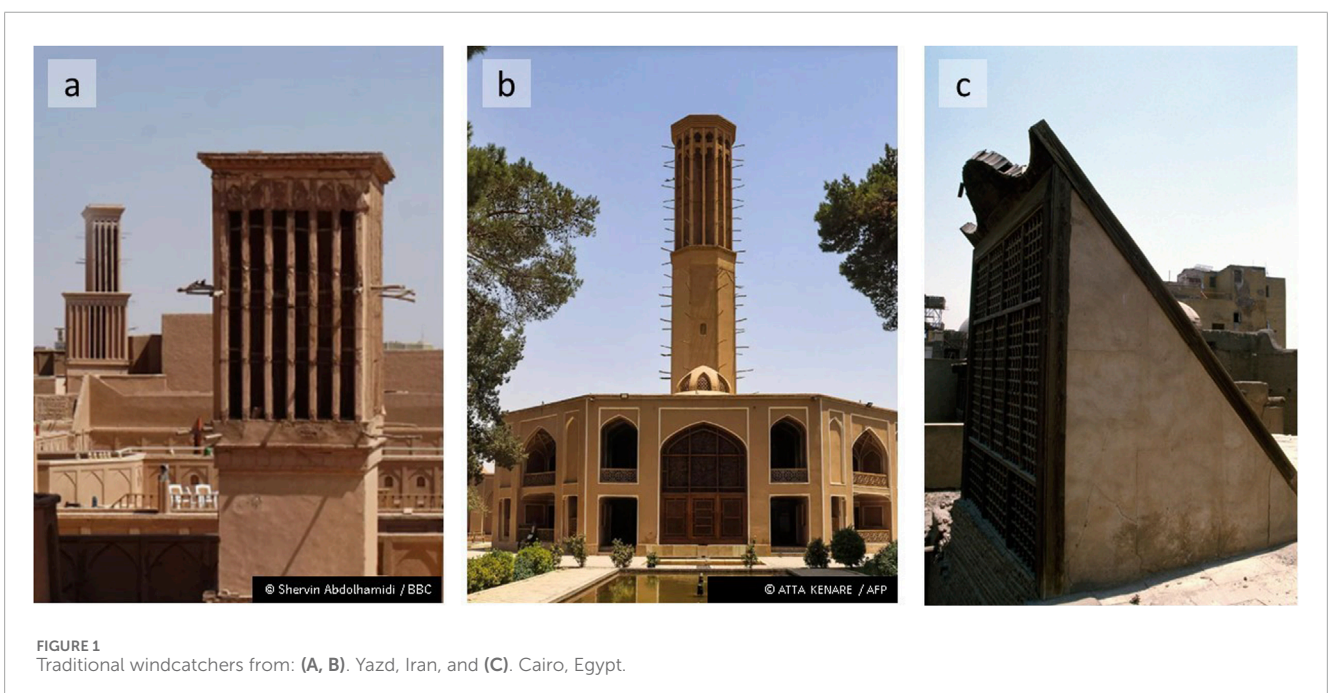 a
b
c
© Shervin Abdolhamidi / BBC
© ATTA KENARE / AFP
FIGURE 1
Traditional windcatchers from: (A, B). Yazd, Iran, and (C). Cairo, Egypt.